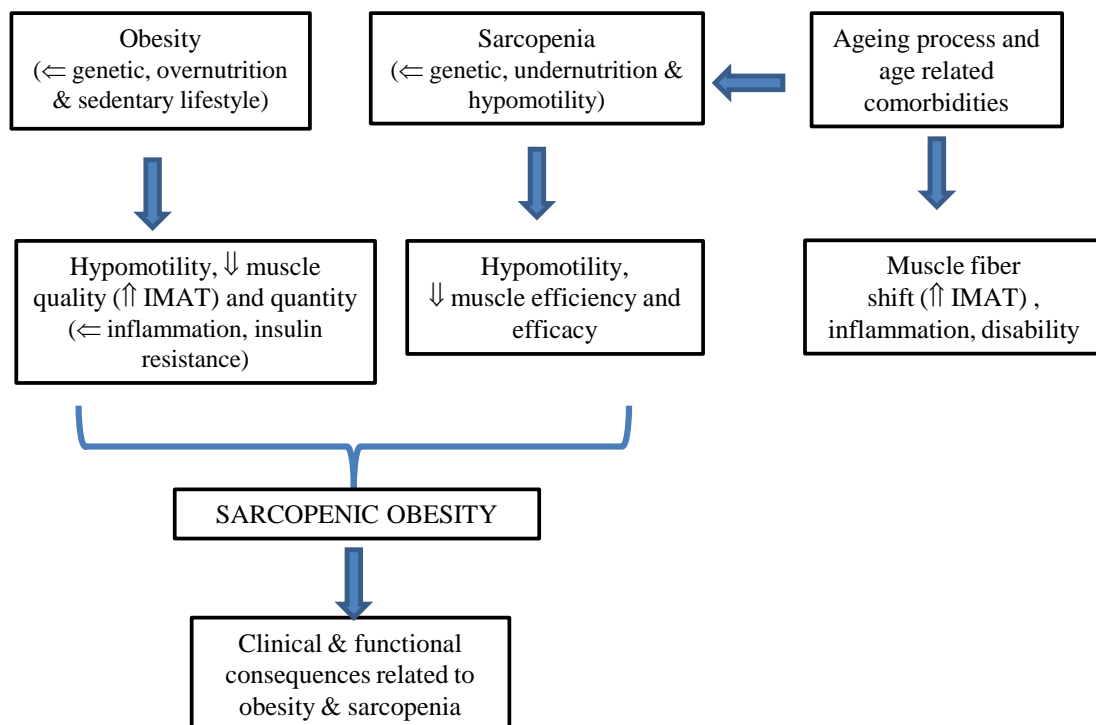 Obesity
(⇐ genetic, overnutrition
& sedentary lifestyle)
Sarcopenia
(⇐ genetic, undernutrition &
hypomotility)
Ageing process and
age related
comorbidities
Hypomotility, ⇓ muscle
quality (⇑ IMAT) and quantity
(⇐ inflammation, insulin
resistance)
Hypomotility,
⇓ muscle efficiency and
efficacy
Muscle fiber
shift (⇑ IMAT) ,
inflammation, disability
SARCOPENIC OBESITY
Clinical & functional
consequences related to
obesity & sarcopenia